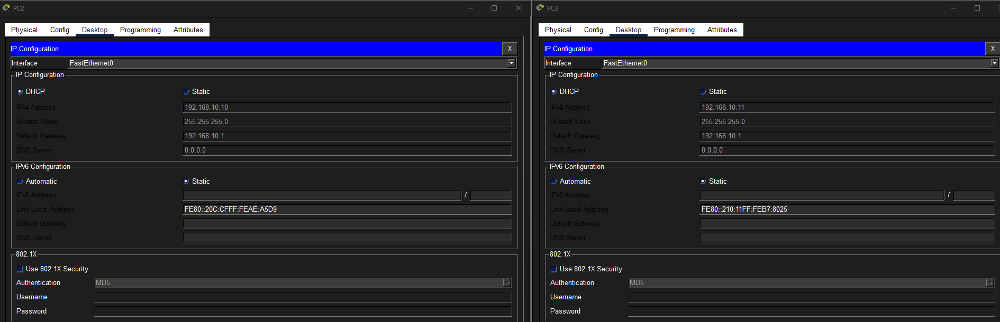 PC2
Physical Config Desktop Programming Attributes
IP Configuration X
Interface FastEthernet0
IP Configuration
DHCP Static
IPv4 Address 192.168.10.10
Subnet Mask 255.255.255.0
Default Gateway 192.168.10.1
DNS Server 0.0.0.0
IPv6 Configuration
Automatic Static
IPv6 Address /
Link Local Address FE80::20C:CFFF:FEAE:A5D9
Default Gateway
DNS Server
802.1X
Use 802.1X Security
Authentication MD5
Username
Password
PC3
Physical Config Desktop Programming Attributes
IP Configuration X
Interface FastEthernet0
IP Configuration
DHCP Static
IPv4 Address 192.168.10.11
Subnet Mask 255.255.255.0
Default Gateway 192.168.10.1
DNS Server 0.0.0.0
IPv6 Configuration
Automatic Static
IPv6 Address /
Link Local Address FE80::210:11FF:FEB7:8025
Default Gateway
DNS Server
802.1X
Use 802.1X Security
Authentication MD5
Username
Password